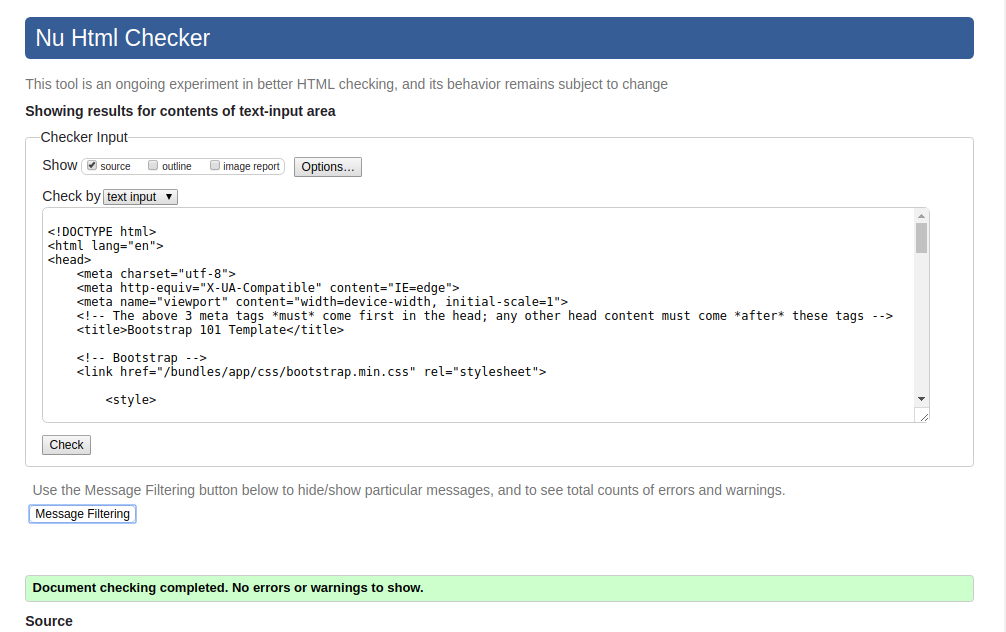 Nu Html Checker
This tool is an ongoing experiment in better HTML checking, and its behavior remains subject to change
Showing results for contents of text-input area
Checker Input
Show source outline image report Options...
Check by text input
<!DOCTYPE html>
<html lang="en">
<head>
    <meta charset="utf-8">
    <meta http-equiv="X-UA-Compatible" content="IE=edge">
    <meta name="viewport" content="width=device-width, initial-scale=1">
    <!-- The above 3 meta tags *must* come first in the head; any other head content must come *after* these tags -->
    <title>Bootstrap 101 Template</title>
    <!-- Bootstrap -->
    <link href="/bundles/app/css/bootstrap.min.css" rel="stylesheet">
        <style>
Check
Use the Message Filtering button below to hide/show particular messages, and to see total counts of errors and warnings.
Message Filtering
Document checking completed. No errors or warnings to show.
Source